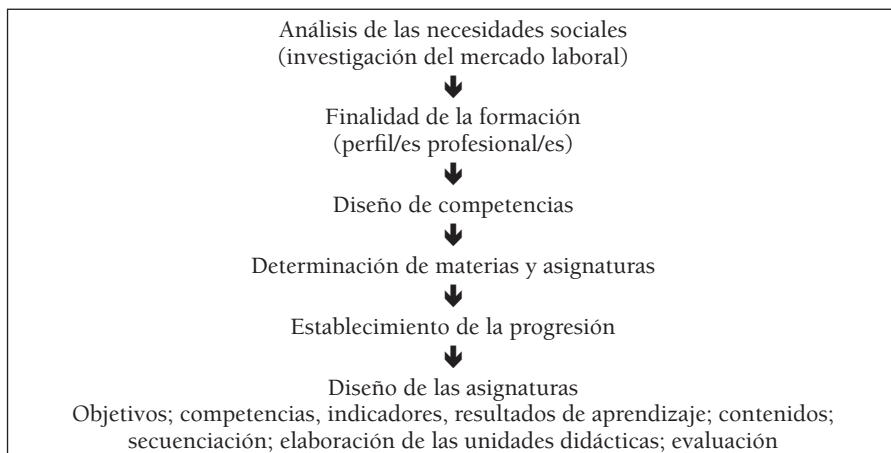 Análisis de las necesidades sociales
(investigación del mercado laboral)
Finalidad de la formación
(perfil/es profesional/es)
Diseño de competencias
Determinación de materias y asignaturas
Establecimiento de la progresión
Diseño de las asignaturas
Objetivos; competencias, indicadores, resultados de aprendizaje; contenidos;
secuenciación; elaboración de las unidades didácticas; evaluación